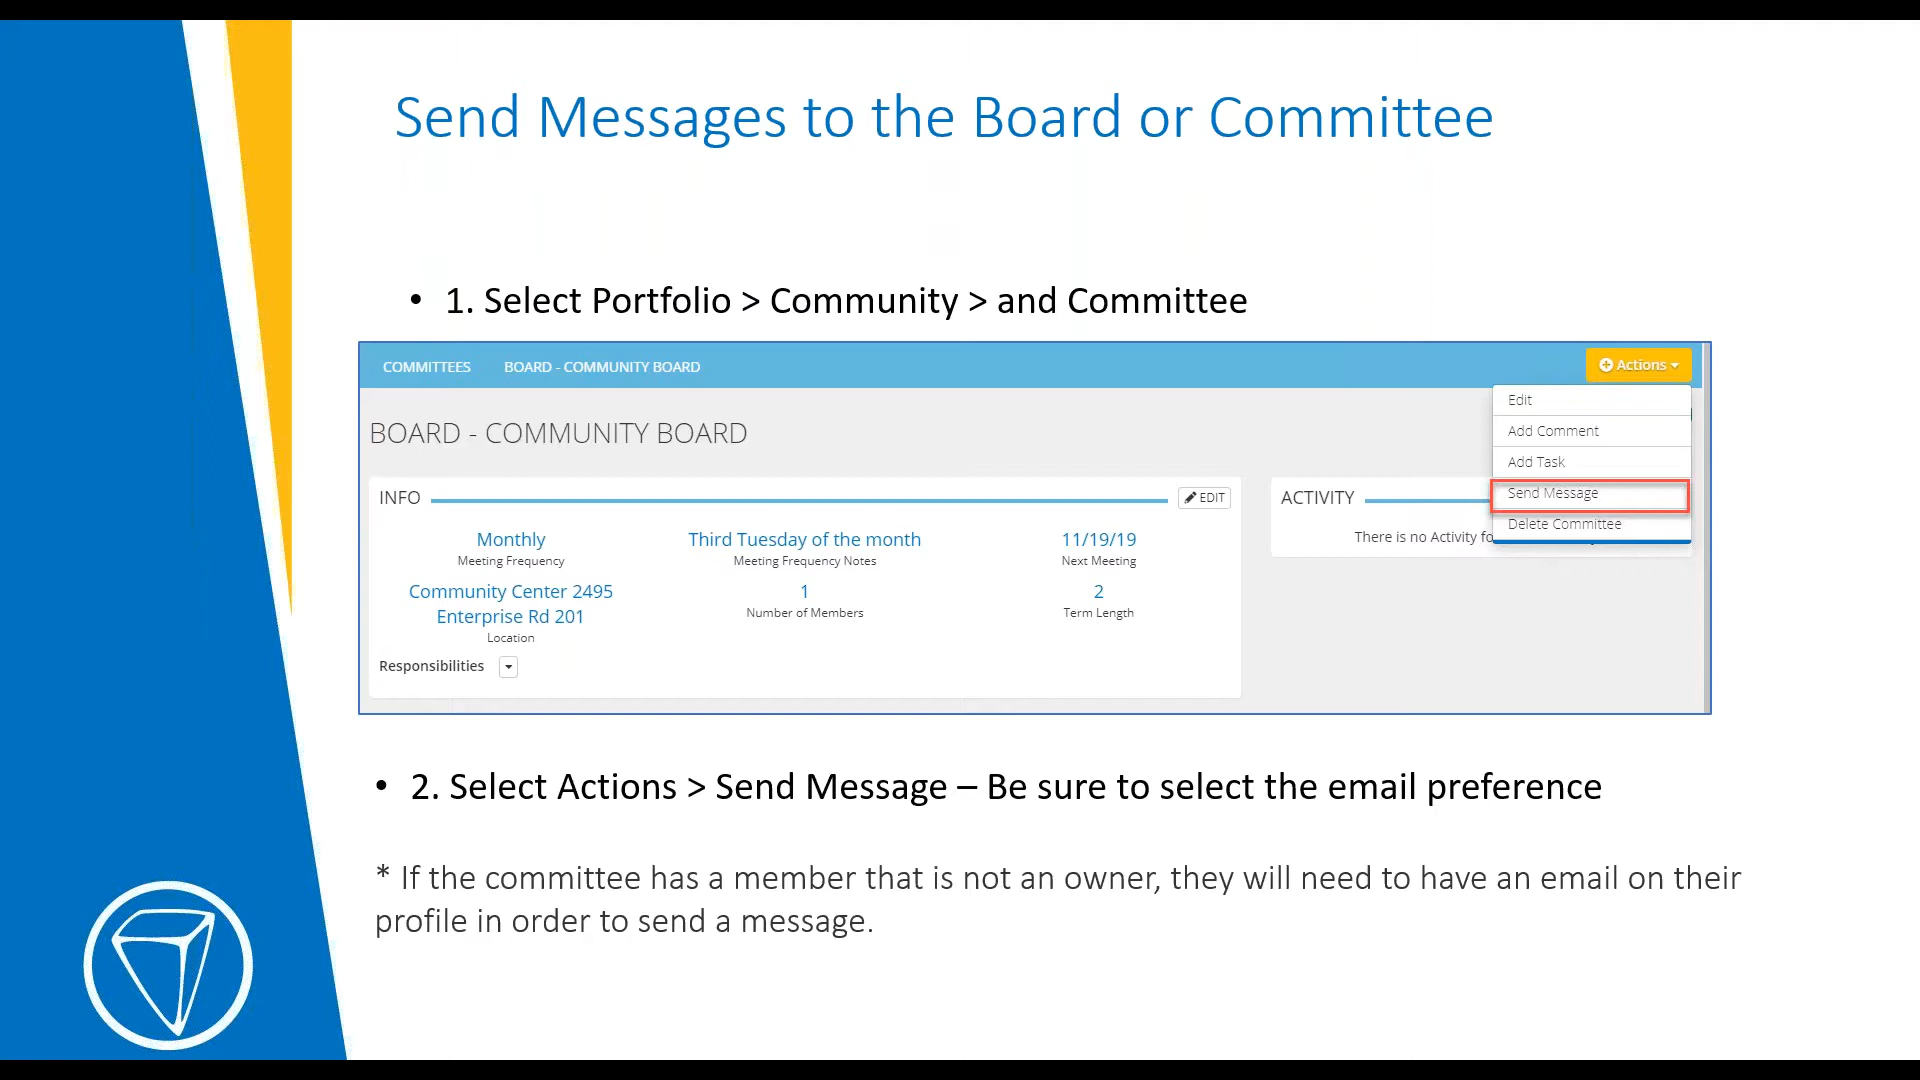 Send Messages to the Board or Committee
• 1. Select Portfolio > Community > and Committee
COMMITTEES BOARD - COMMUNITY BOARD Actions
Edit
Add Comment
Add Task
Send Message
Delete Committee
BOARD - COMMUNITY BOARD
INFO EDIT
Monthly
Meeting Frequency
Third Tuesday of the month
Meeting Frequency Notes
11/19/19
Next Meeting
Community Center 2495
Enterprise Rd 201
Location
1
Number of Members
2
Term Length
Responsibilities
ACTIVITY
There is no Activity fo
• 2. Select Actions > Send Message – Be sure to select the email preference
* If the committee has a member that is not an owner, they will need to have an email on their
profile in order to send a message.